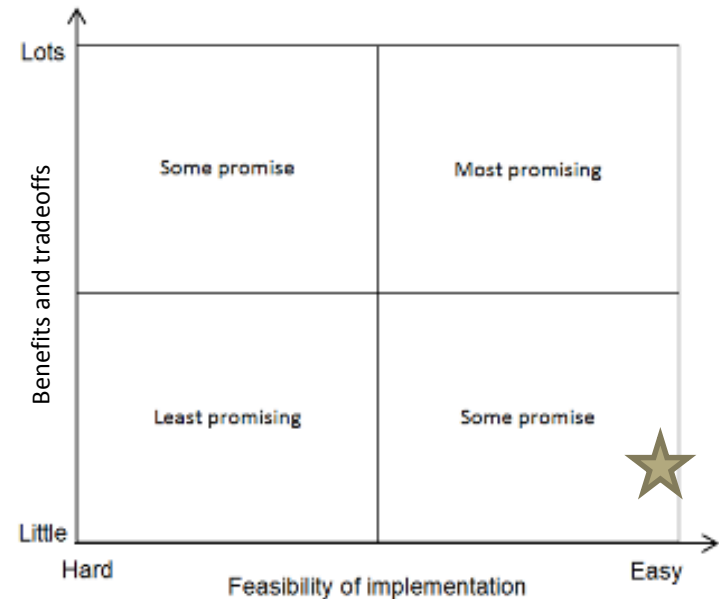 Lots
Some promise
Most promising
Benefits and tradeoffs
Least promising
Some promise
Little
Hard
Easy
Feasibility of implementation